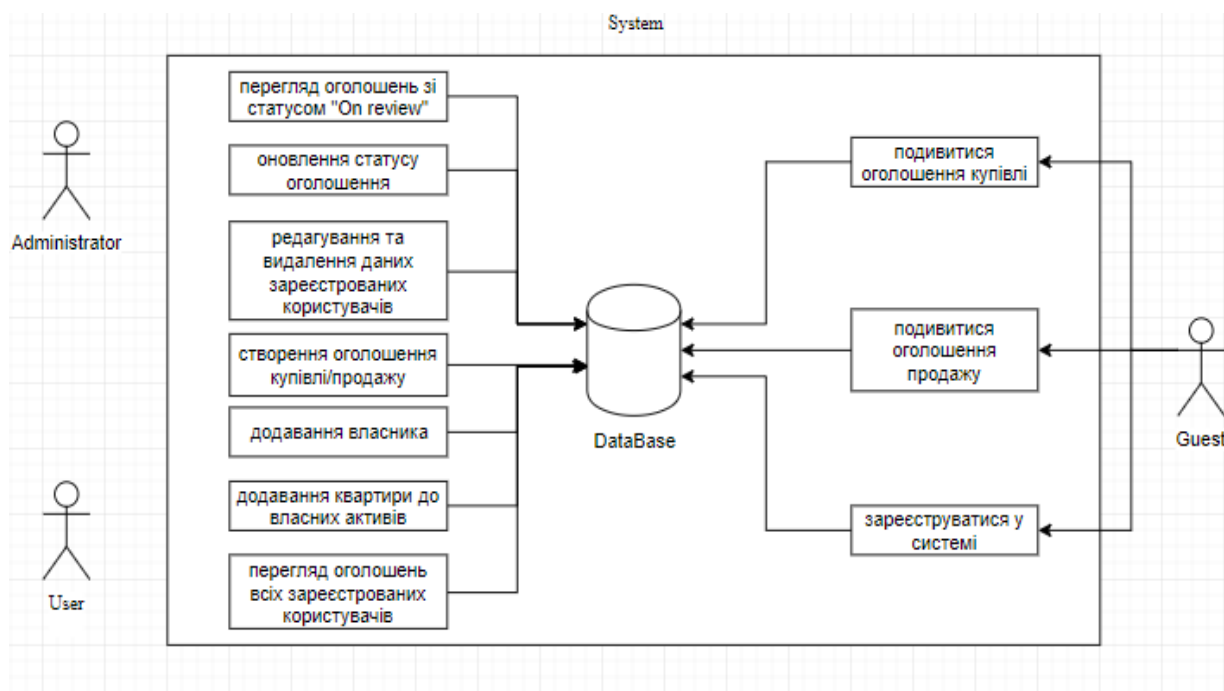 System
перегляд оголошень зі
статусом "On review"
оновлення статусу
оголошення
редагування та
видалення даних
зареєстрованих
користувачів
створення оголошення
купівлі/продажу
додавання власника
додавання квартири до
власних активів
перегляд оголошень
всіх зареєстрованих
користувачів
Administrator
User
DataBase
подивитися
оголошення купівлі
подивитися
оголошення
продажу
зареєструватися у
системі
Guest